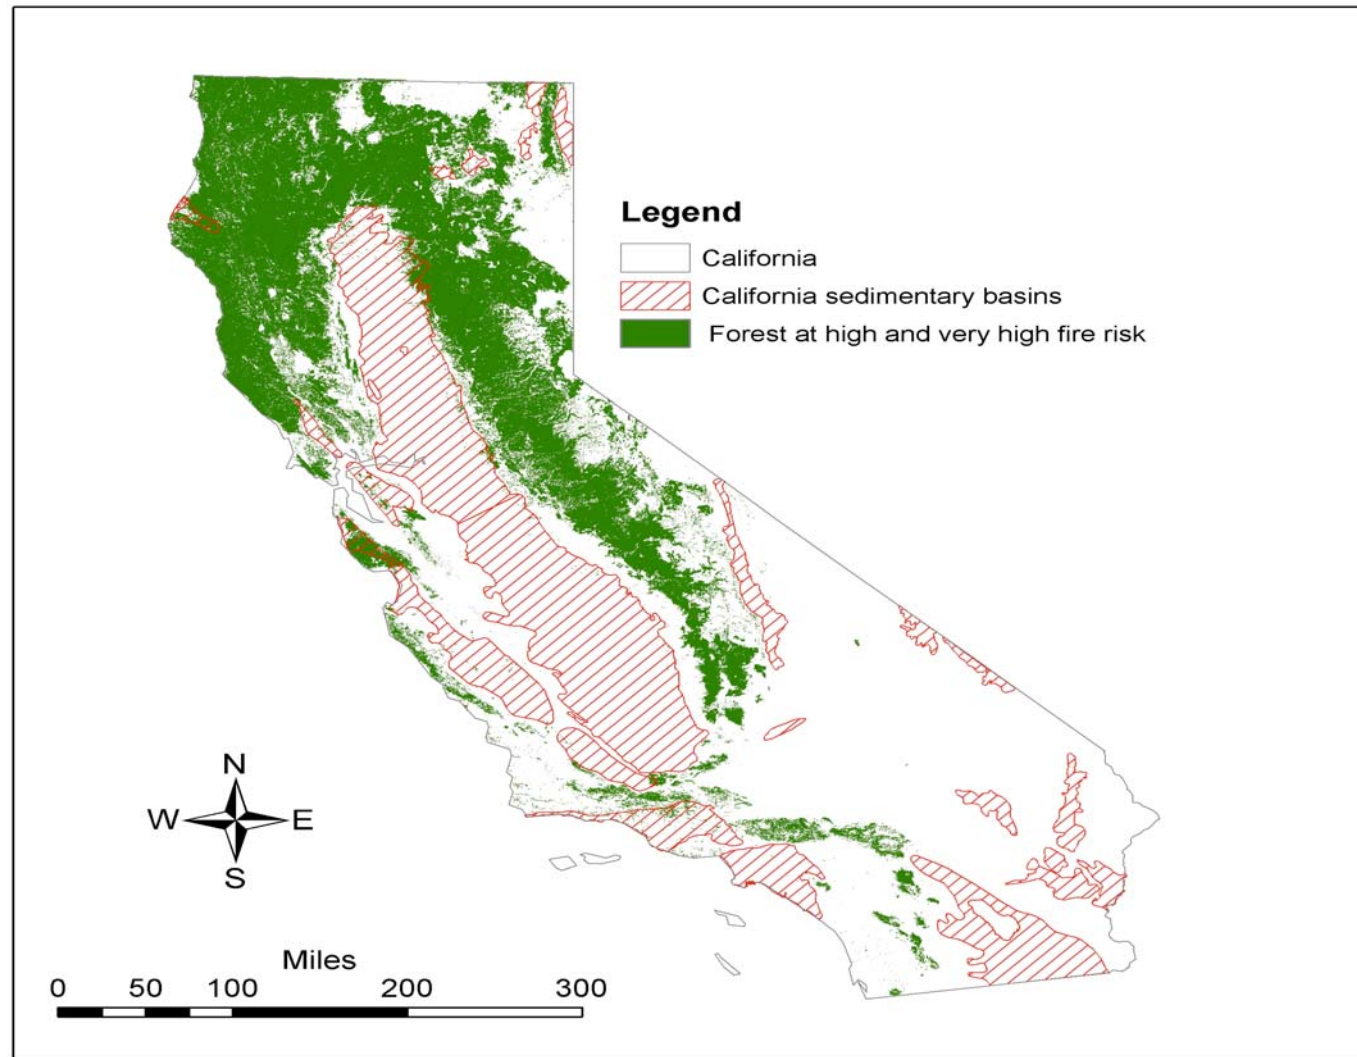 Legend
California
California sedimentary basins
Forest at high and very high fire risk
N
W E
S
Miles
0 50 100 200 300